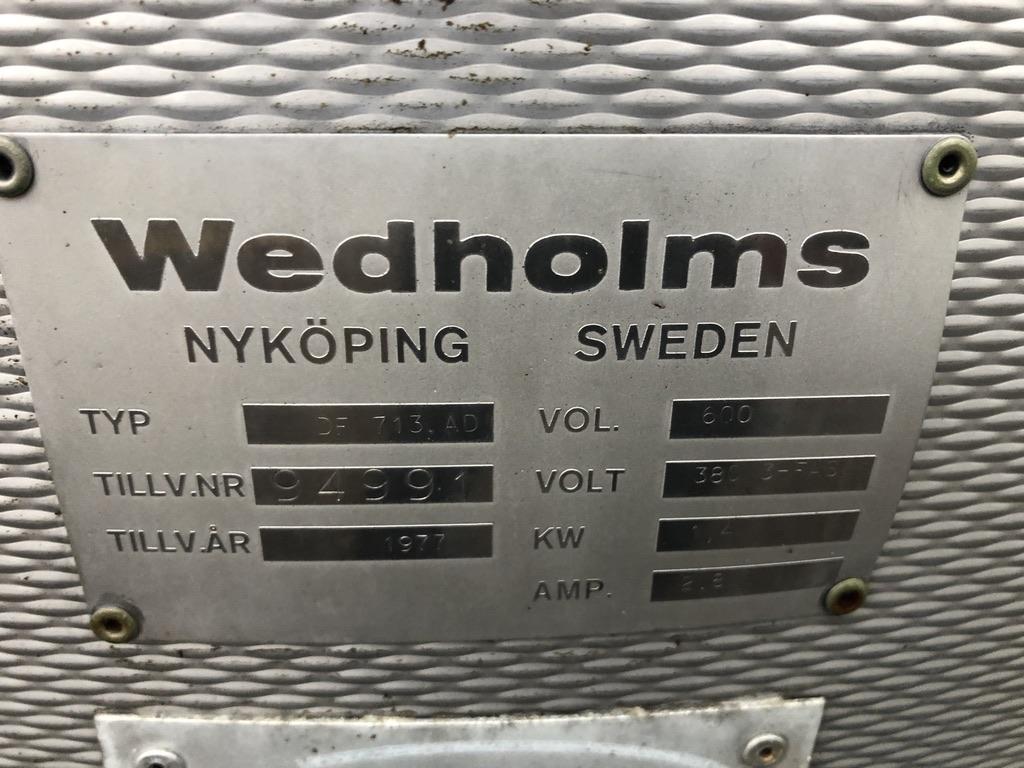 Wedholms
NYKÖPING SWEDEN
TYP DF 713.AD VOL. 600
TILLV.NR 94991 VOLT
TILLV.ÅR 1977 KW 1,4
AMP.